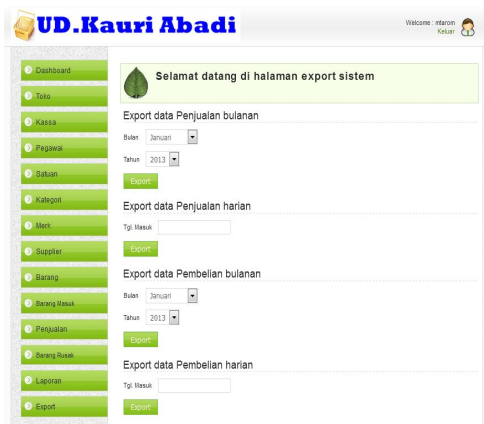 UD.Kauri Abadi
Welcome : mtarom
Keluar
Dashboard
Toko
Kassa
Pegawai
Satuan
Kategori
Merk
Supplier
Barang
Barang Masuk
Penjualan
Barang Rusak
Laporan
Export
Selamat datang di halaman export sistem
Export data Penjualan bulanan
Bulan Januari
Tahun 2013
Export
Export data Penjualan harian
Tgl. Masuk
Export
Export data Pembelian bulanan
Bulan Januari
Tahun 2013
Export
Export data Pembelian harian
Tgl. Masuk
Export